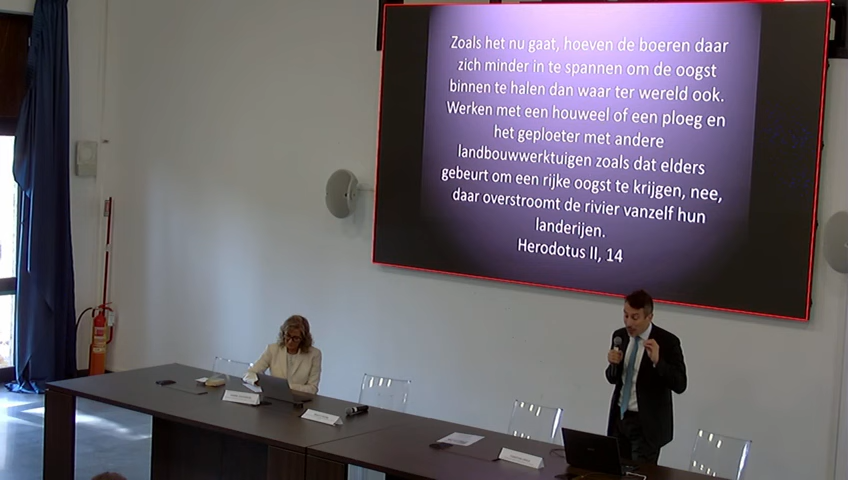 Zoals het nu gaat, hoeven de boeren daar
zich minder in te spannen om de oogst
binnen te halen dan waar ter wereld ook.
Werken met een houweel of een ploeg en
het geploeter met andere
landbouwwerktuigen zoals dat elders
gebeurt om een rijke oogst te krijgen, nee,
daar overstroomt de rivier vanzelf hun
landerijen.
Herodotus II, 14